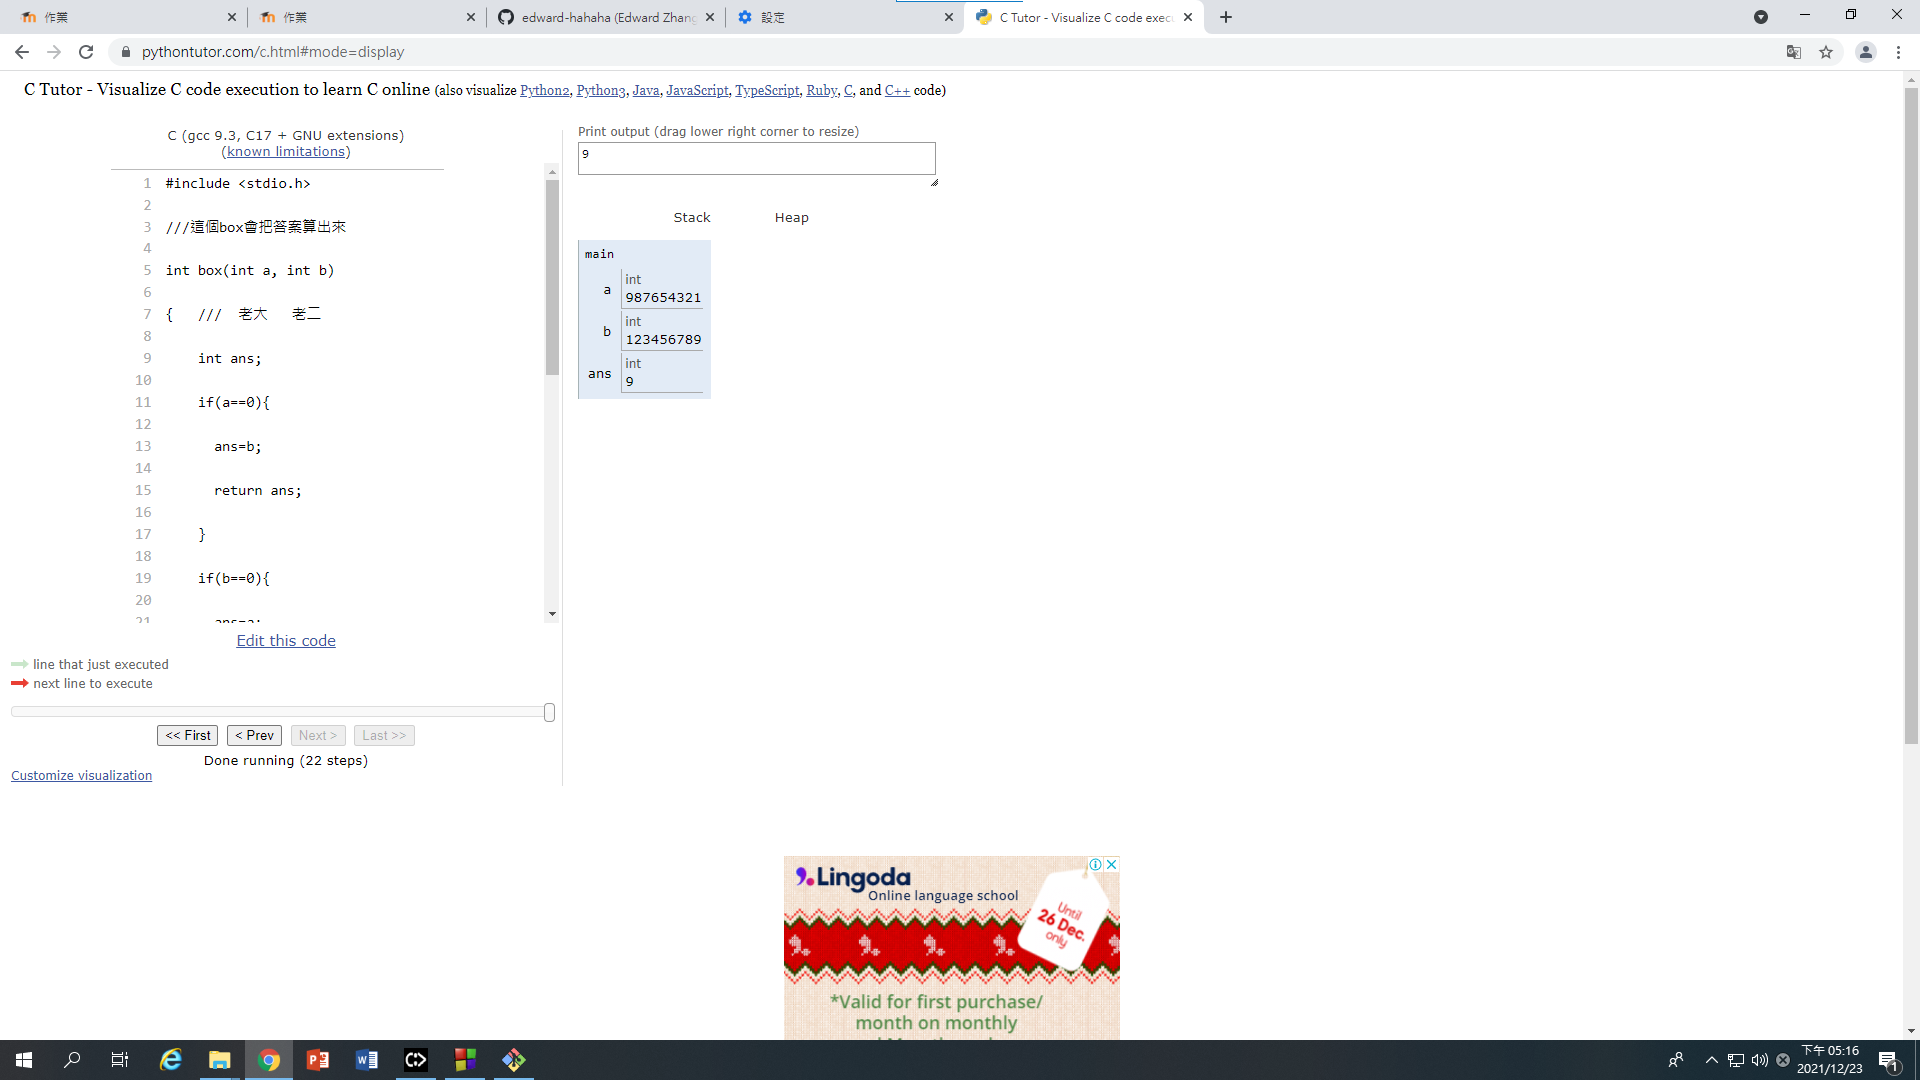 作業
作業
edward-hahaha (Edward Zhang
設定
C Tutor - Visualize C code exec
pythontutor.com/c.html#mode=display
C Tutor - Visualize C code execution to learn C online (also visualize Python2, Python3, Java, JavaScript, TypeScript, Ruby, C, and C++ code)
C (gcc 9.3, C17 + GNU extensions)
(known limitations)
1 #include <stdio.h>
2
3 ///這個box會把答案算出來
4
5 int box(int a, int b)
6
7 {   ///  老大   老二
8
9     int ans;
10
11     if(a==0){
12
13       ans=b;
14
15       return ans;
16
17     }
18
19     if(b==0){
20
21       ans=a;
Edit this code
line that just executed
next line to execute
<< First < Prev Next > Last >>
Done running (22 steps)
Customize visualization
Print output (drag lower right corner to resize)
9
Stack Heap
main
a int 987654321
b int 123456789
ans int 9
Lingoda
Online language school
Until
26 Dec.
only
*Valid for first purchase/
month on monthly
下午 05:16
2021/12/23
1